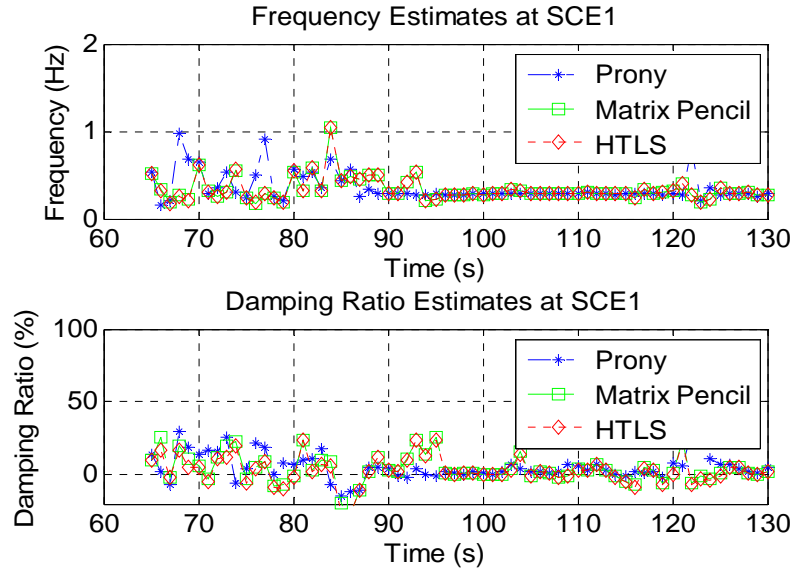 Frequency Estimates at SCE1
2
1
0
Frequency (Hz)
Prony
Matrix Pencil
HTLS
60 70 80 90 100 110 120 130
Time (s)
Damping Ratio Estimates at SCE1
100
50
0
Damping Ratio (%)
Prony
Matrix Pencil
HTLS
60 70 80 90 100 110 120 130
Time (s)